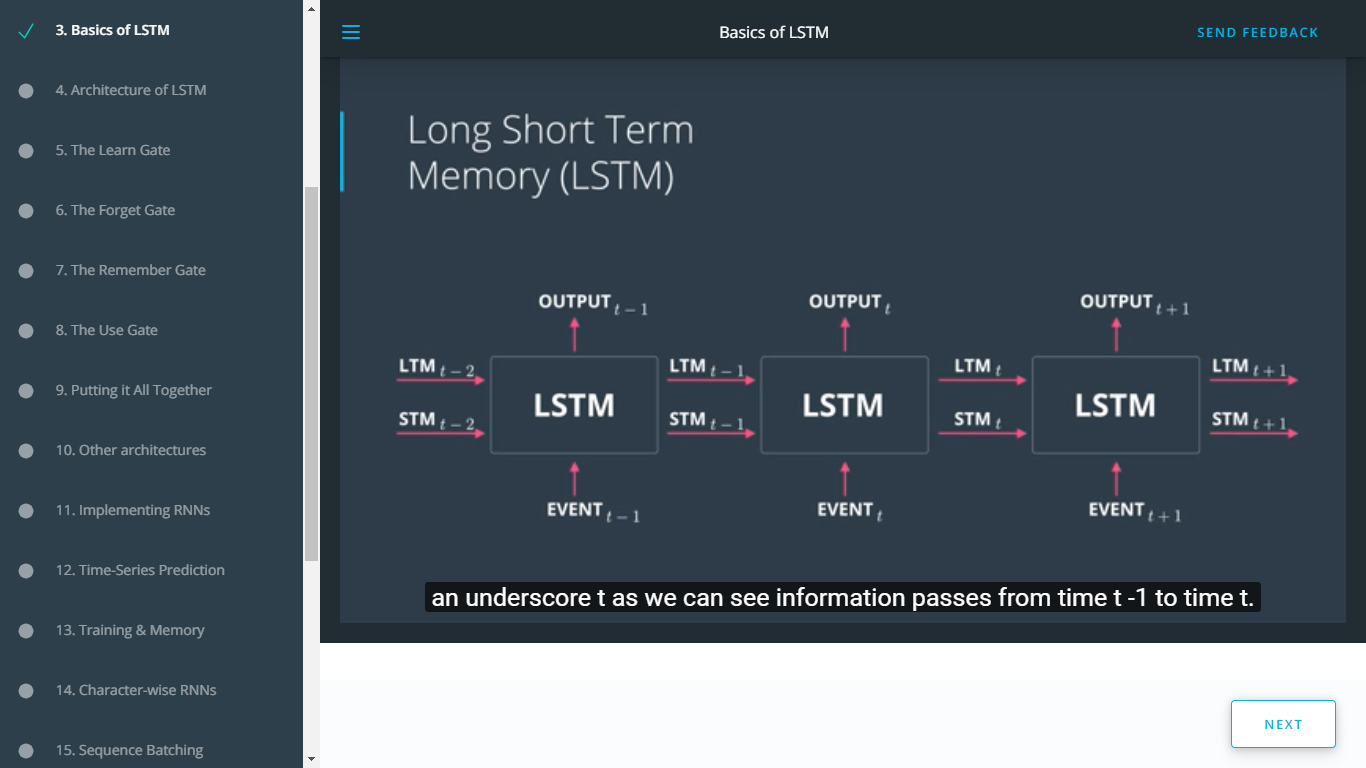 3. Basics of LSTM
4. Architecture of LSTM
5. The Learn Gate
6. The Forget Gate
7. The Remember Gate
8. The Use Gate
9. Putting it All Together
10. Other architectures
11. Implementing RNNs
12. Time-Series Prediction
13. Training & Memory
14. Character-wise RNNs
15. Sequence Batching
Basics of LSTM
SEND FEEDBACK
Long Short Term
Memory (LSTM)
OUTPUT t − 1 OUTPUT t OUTPUT t + 1
LTM t − 2 LTM t − 1 LTM t LTM t + 1
LSTM LSTM LSTM
STM t − 2 STM t − 1 STM t STM t + 1
EVENT t − 1 EVENT t EVENT t + 1
an underscore t as we can see information passes from time t -1 to time t.
NEXT